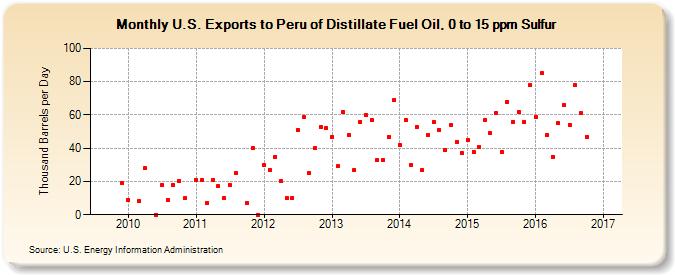 Monthly U.S. Exports to Peru of Distillate Fuel Oil, 0 to 15 ppm Sulfur
Thousand Barrels per Day
100
80
60
40
20
0
2010 2011 2012 2013 2014 2015 2016 2017
Source: U.S. Energy Information Administration